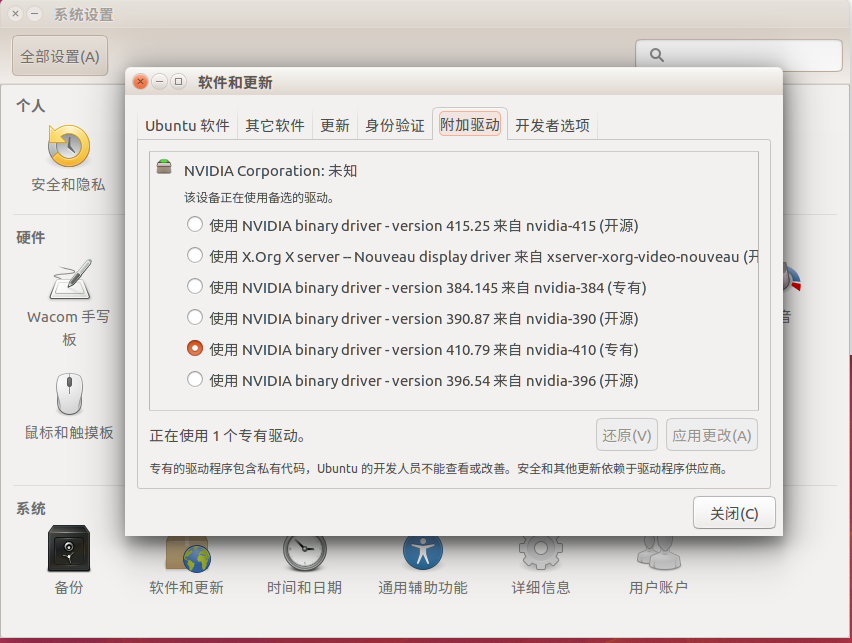 系统设置
全部设置(A)
软件和更新
Ubuntu 软件
其它软件
更新
身份验证
附加驱动
开发者选项
个人
安全和隐私
硬件
Wacom 手写
板
鼠标和触摸板
音
NVIDIA Corporation: 未知
该设备正在使用备选的驱动。
使用 NVIDIA binary driver - version 415.25 来自 nvidia-415 (开源)
使用 X.Org X server -- Nouveau display driver 来自 xserver-xorg-video-nouveau (开
使用 NVIDIA binary driver - version 384.145 来自 nvidia-384 (专有)
使用 NVIDIA binary driver - version 390.87 来自 nvidia-390 (开源)
使用 NVIDIA binary driver - version 410.79 来自 nvidia-410 (专有)
使用 NVIDIA binary driver - version 396.54 来自 nvidia-396 (开源)
正在使用 1 个专有驱动。
还原(V)
应用更改(A)
专有的驱动程序包含私有代码，Ubuntu 的开发人员不能查看或改善。安全和其他更新依赖于驱动程序供应商。
关闭(C)
系统
备份
软件和更新
时间和日期
通用辅助功能
详细信息
用户账户